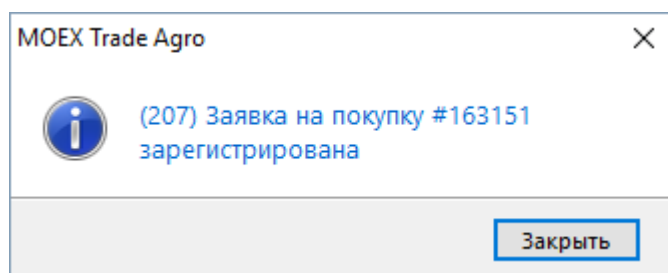 MOEX Trade Agro
(207) Заявка на покупку #163151
зарегистрирована
Закрыть